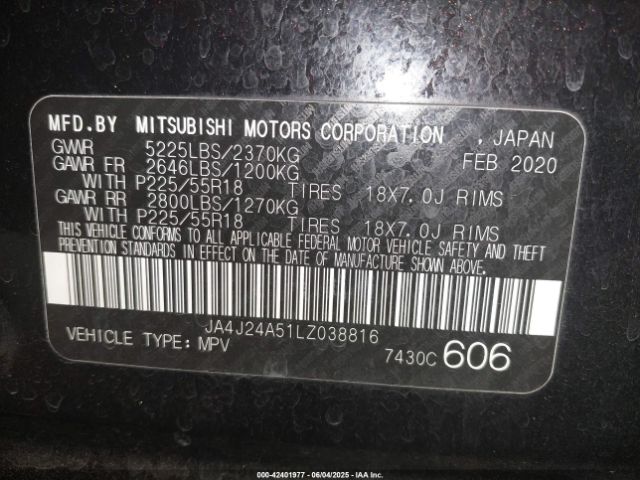 MFD.BY MITSUBISHI MOTORS CORPORATION , JAPAN
GVWR 5225LBS/2370KG FEB 2020
GAWR FR 2646LBS/1200KG
WITH P225/55R18 TIRES 18X7.0J RIMS
GAWR RR 2800LBS/1270KG
WITH P225/55R18 TIRES 18X7.0J RIMS
THIS VEHICLE CONFORMS TO ALL APPLICABLE FEDERAL MOTOR VEHICLE SAFETY AND THEFT
PREVENTION STANDARDS IN EFFECT ON THE DATE OF MANUFACTURE SHOWN ABOVE.
JA4J24A51LZ038816
VEHICLE TYPE: MPV 7430C 606
000-42401977 - 06/04/2025 - IAA Inc.